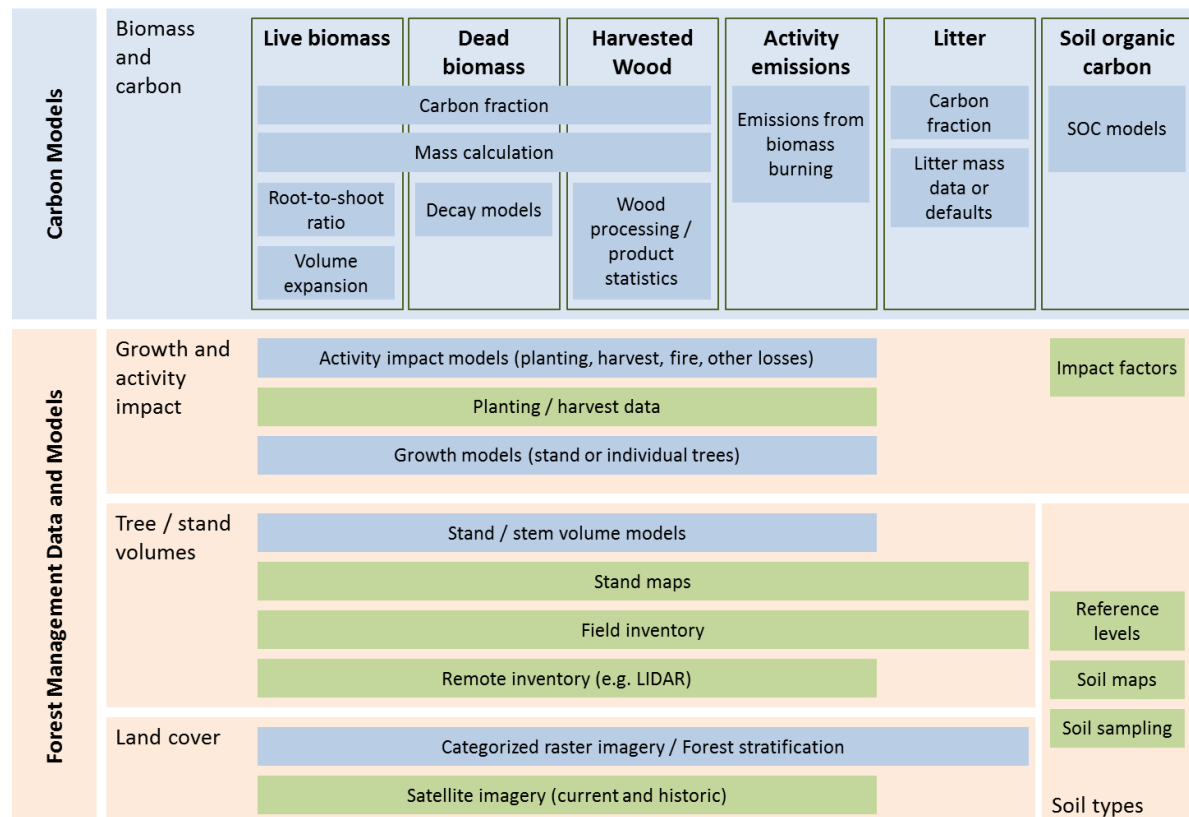 Carbon Models
Biomass
and
carbon
Live biomass
Dead
biomass
Harvested
Wood
Activity
emissions
Litter
Soil organic
carbon
Carbon fraction
Mass calculation
Root-to-shoot
ratio
Volume
expansion
Decay models
Wood
processing /
product
statistics
Emissions from
biomass
burning
Carbon
fraction
Litter mass
data or
defaults
SOC models
Forest Management Data and Models
Growth and
activity
impact
Activity impact models (planting, harvest, fire, other losses)
Planting / harvest data
Growth models (stand or individual trees)
Impact factors
Tree / stand
volumes
Stand / stem volume models
Stand maps
Field inventory
Remote inventory (e.g. LIDAR)
Reference
levels
Soil maps
Soil sampling
Land cover
Categorized raster imagery / Forest stratification
Satellite imagery (current and historic)
Soil types